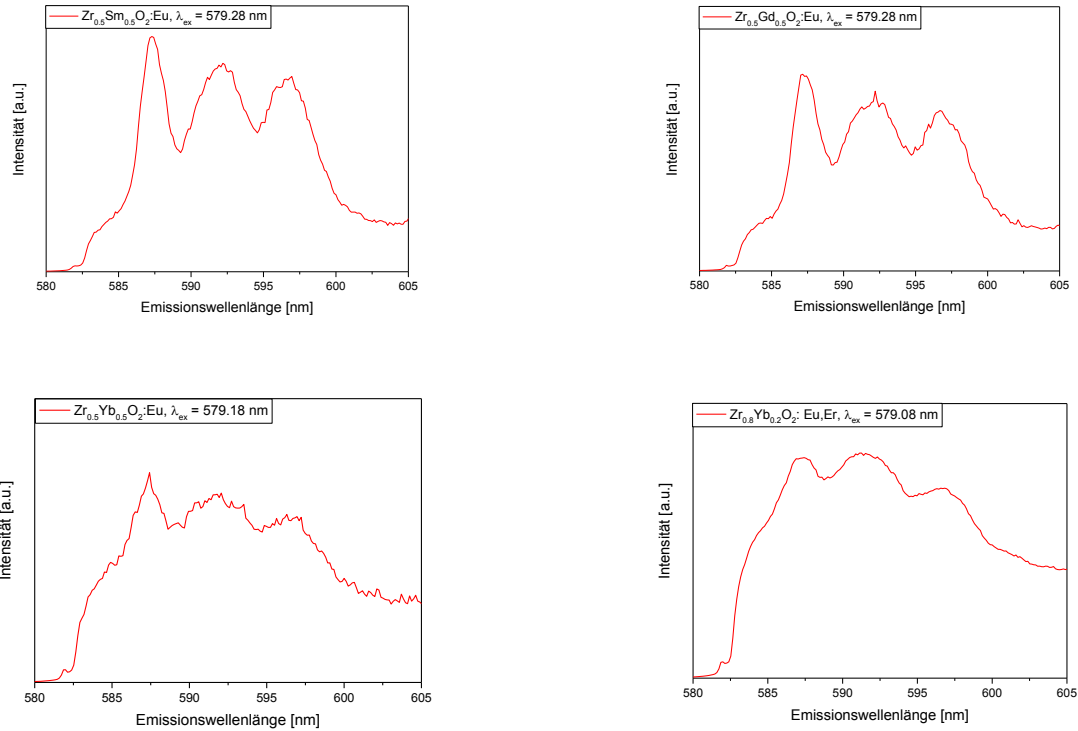 Zr0.5Sm0.5O2:Eu, λex = 579.28 nm
Intensität [a.u.]
580 585 590 595 600 605
Emissionswellenlänge [nm]
Zr0.5Gd0.5O2:Eu, λex = 579.28 nm
Intensität [a.u.]
580 585 590 595 600 605
Emissionswellenlänge [nm]
Zr0.5Yb0.5O2:Eu, λex = 579.18 nm
Intensität [a.u.]
580 585 590 595 600 605
Emissionswellenlänge [nm]
Zr0.8Yb0.2O2: Eu,Er, λex = 579.08 nm
Intensität [a.u.]
580 585 590 595 600 605
Emissionswellenlänge [nm]